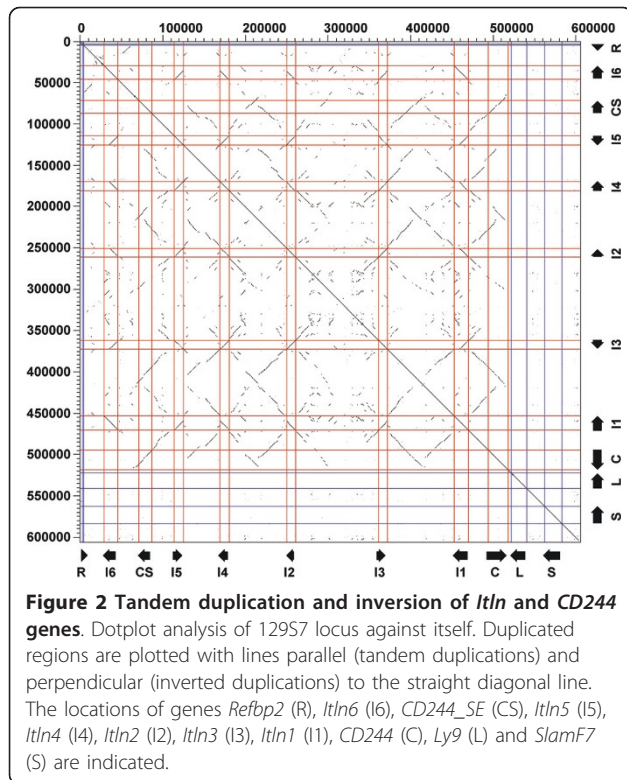 0 100000 200000 300000 400000 500000 600000
0
50000
100000
150000
200000
250000
300000
350000
400000
450000
500000
550000
600000
R
I6
CS
I5
I4
I2
I3
I1
C
L
S
R I6 CS I5 I4 I2 I3 I1 C L S
Figure 2 Tandem duplication and inversion of Itln and CD244
genes. Dotplot analysis of 129S7 locus against itself. Duplicated
regions are plotted with lines parallel (tandem duplications) and
perpendicular (inverted duplications) to the straight diagonal line.
The locations of genes Refbp2 (R), Itln6 (I6), CD244_SE (CS), Itln5 (I5),
Itln4 (I4), Itln2 (I2), Itln3 (I3), Itln1 (I1), CD244 (C), Ly9 (L) and SlamF7
(S) are indicated.